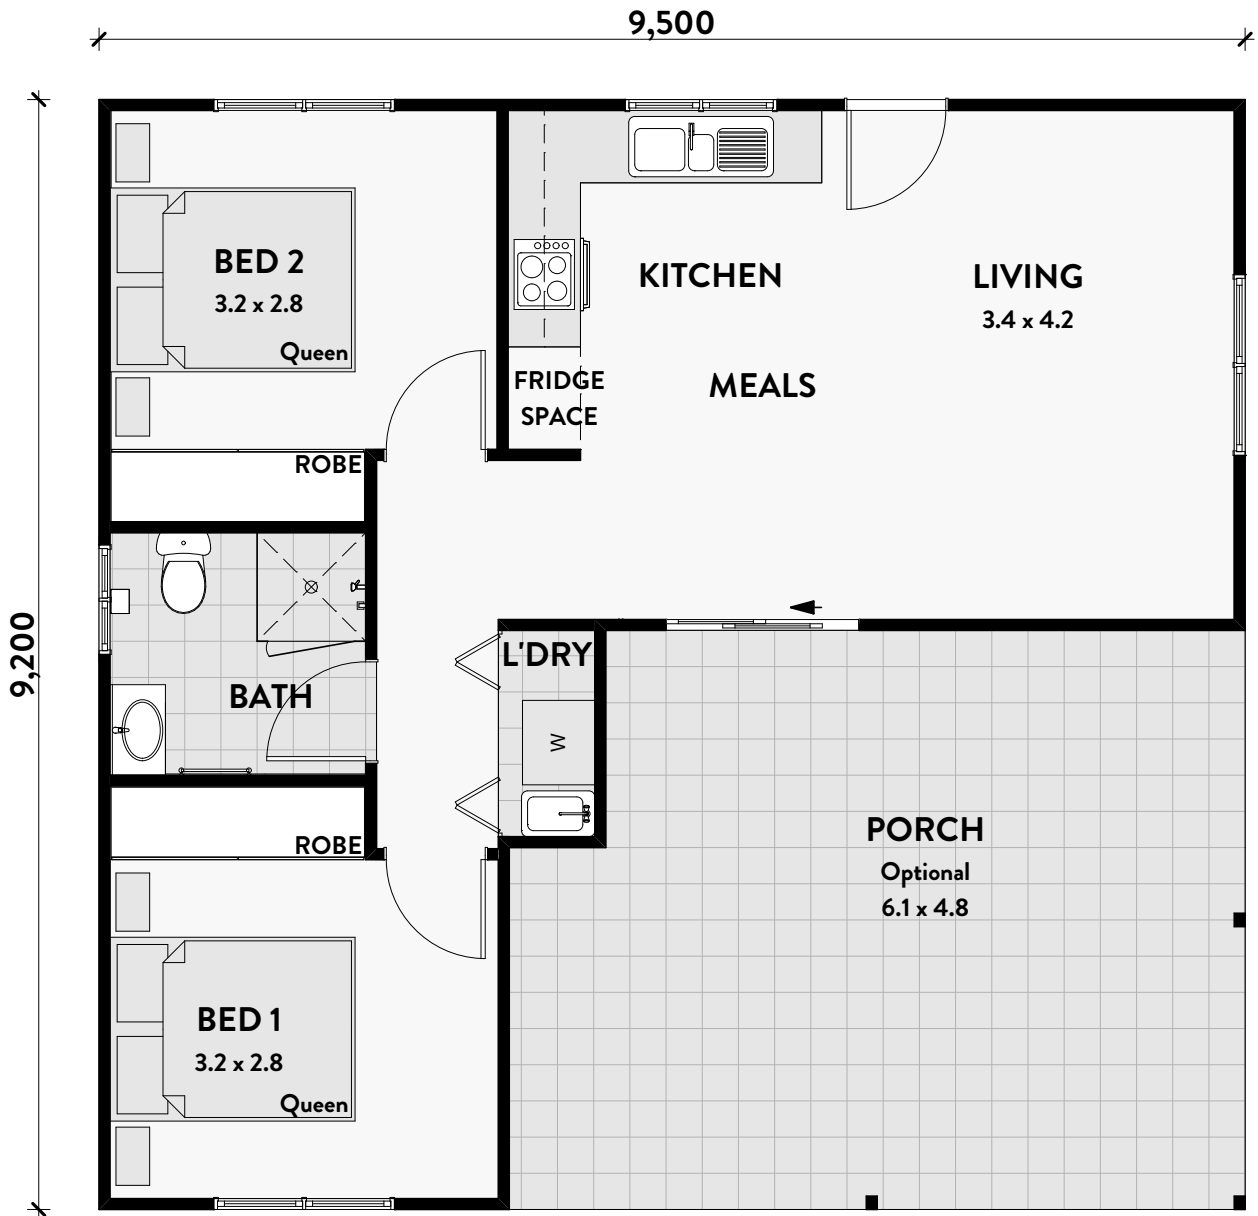 9,500
BED 2
3.2 x 2.8
Queen
KITCHEN
LIVING
3.4 x 4.2
FRIDGE
SPACE
MEALS
ROBE
9,200
L'DRY
BATH
W
ROBE
PORCH
Optional
6.1 x 4.8
BED 1
3.2 x 2.8
Queen